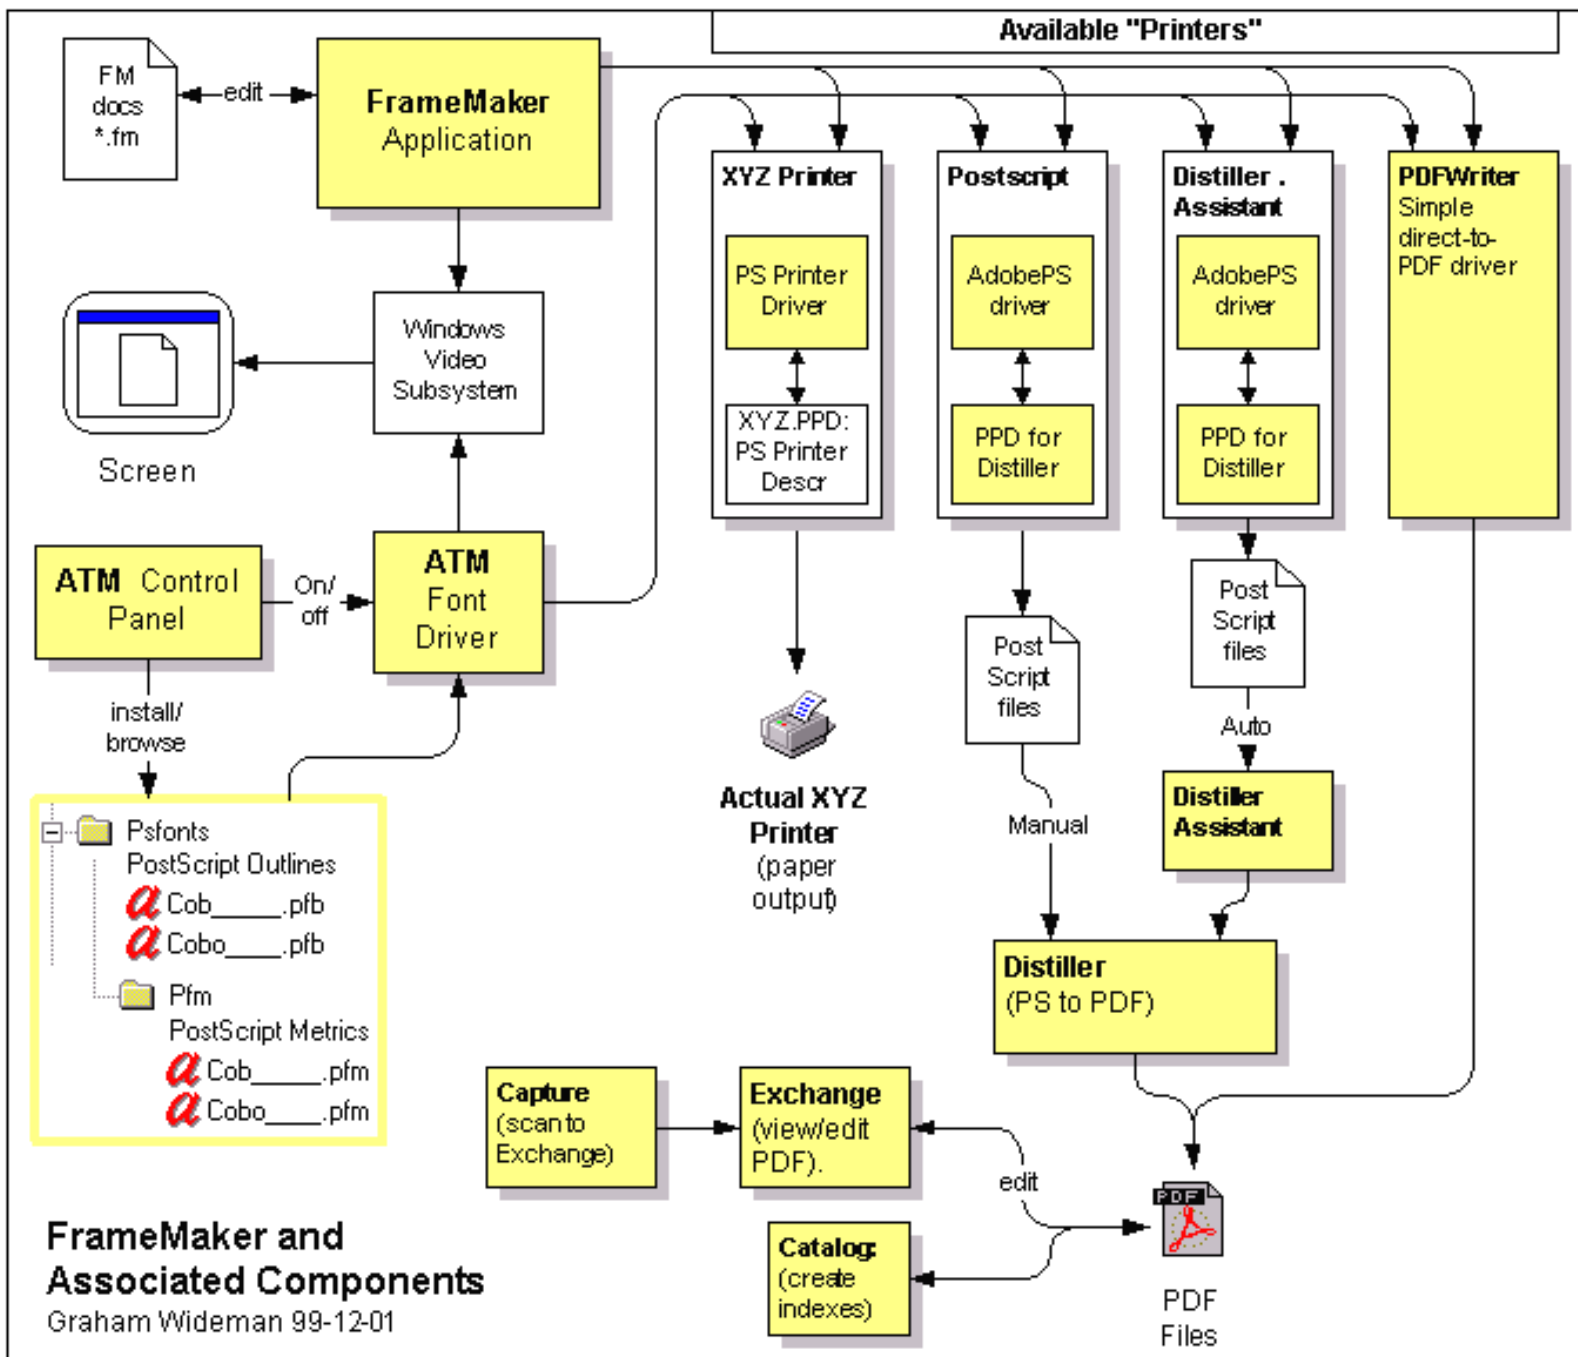 Available "Printers"
FM
docs
*.fm
edit
FrameMaker
Application
XYZ Printer
PS Printer
Driver
XYZ.PPD:
PS Printer
Descr
Postscript
AdobePS
driver
PPD for
Distiller
Distiller .
Assistant
AdobePS
driver
PPD for
Distiller
PDFWriter
Simple
direct-to-
PDF driver
Windows
Video
Subsystem
Screen
ATM Control
Panel
On/
off
ATM
Font
Driver
install/
browse
Psfonts
PostScript Outlines
a Cob_____.pfb
a Cobo____.pfb
Pfm
PostScript Metrics
a Cob_____.pfm
a Cobo____.pfm
Actual XYZ
Printer
(paper
output)
Post
Script
files
Manual
Post
Script
files
Auto
Distiller
Assistant
Distiller
(PS to PDF)
Capture
(scan to
Exchange)
Exchange
(view/edit
PDF).
edit
Catalog:
(create
indexes)
PDF
PDF
Files
FrameMaker and
Associated Components
Graham Wideman 99-12-01